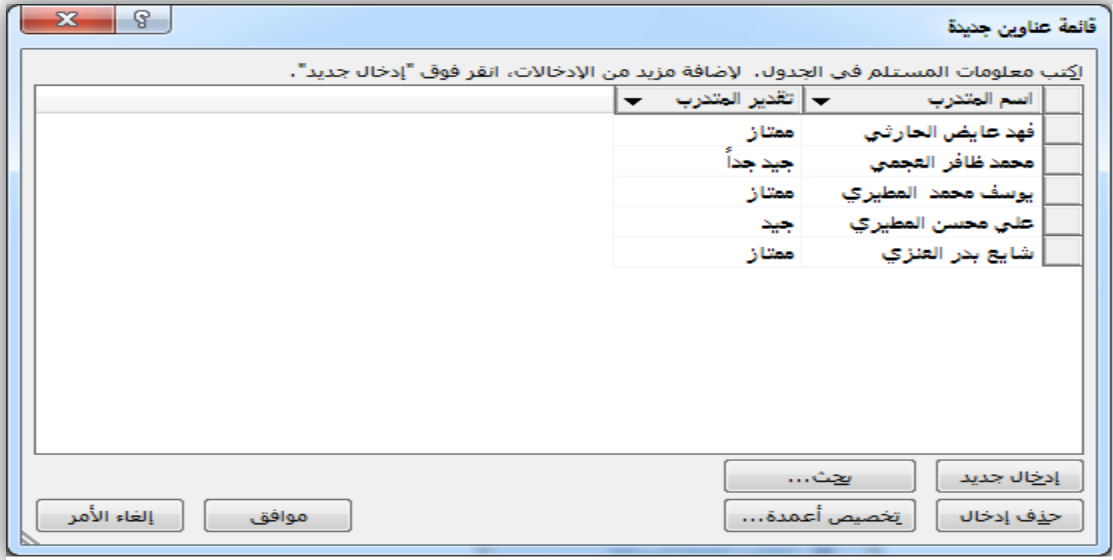 قائمة عناوين جديدة
اكتب معلومات المستلم في الجدول. لإضافة مزيد من الإدخالات، انقر فوق "إدخال جديد".
اسم المتدرب تقدير المتدرب
فهد عايض الحارثي ممتاز
محمد ظافر العجمي جيد جداً
يوسف محمد المطيري ممتاز
علي محسن المطيري جيد
شايع بدر العنزي ممتاز
إدخال جديد بحث...
حذف إدخال تخصيص أعمدة... موافق إلغاء الأمر